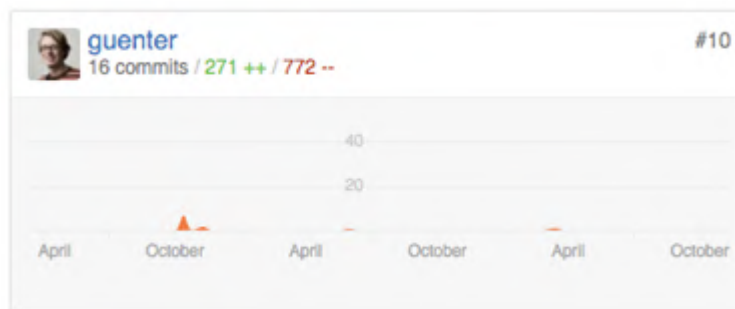 guenter
#10
16 commits / 271 ++ / 772 --
40
20
April October April October April October